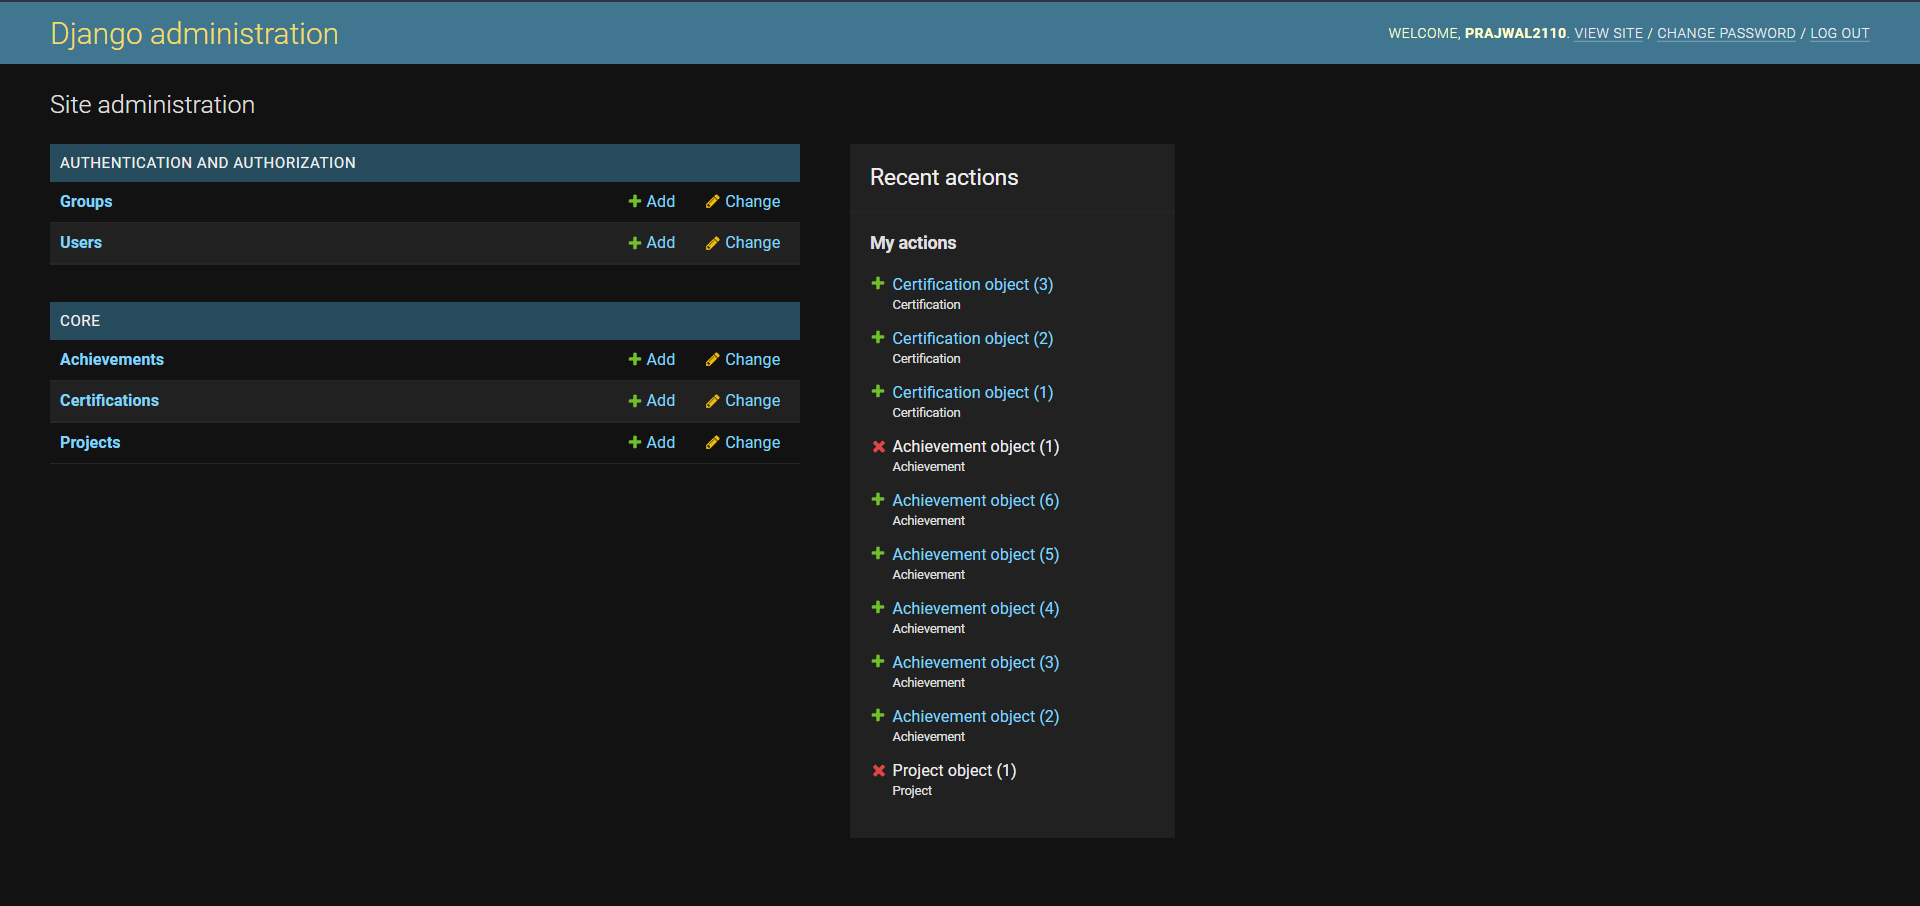 Django administration
WELCOME, PRAJWAL2110. VIEW SITE / CHANGE PASSWORD / LOG OUT
Site administration
AUTHENTICATION AND AUTHORIZATION
Groups Add Change
Users Add Change
CORE
Achievements Add Change
Certifications Add Change
Projects Add Change
Recent actions
My actions
Certification object (3)
Certification
Certification object (2)
Certification
Certification object (1)
Certification
Achievement object (1)
Achievement
Achievement object (6)
Achievement
Achievement object (5)
Achievement
Achievement object (4)
Achievement
Achievement object (3)
Achievement
Achievement object (2)
Achievement
Project object (1)
Project